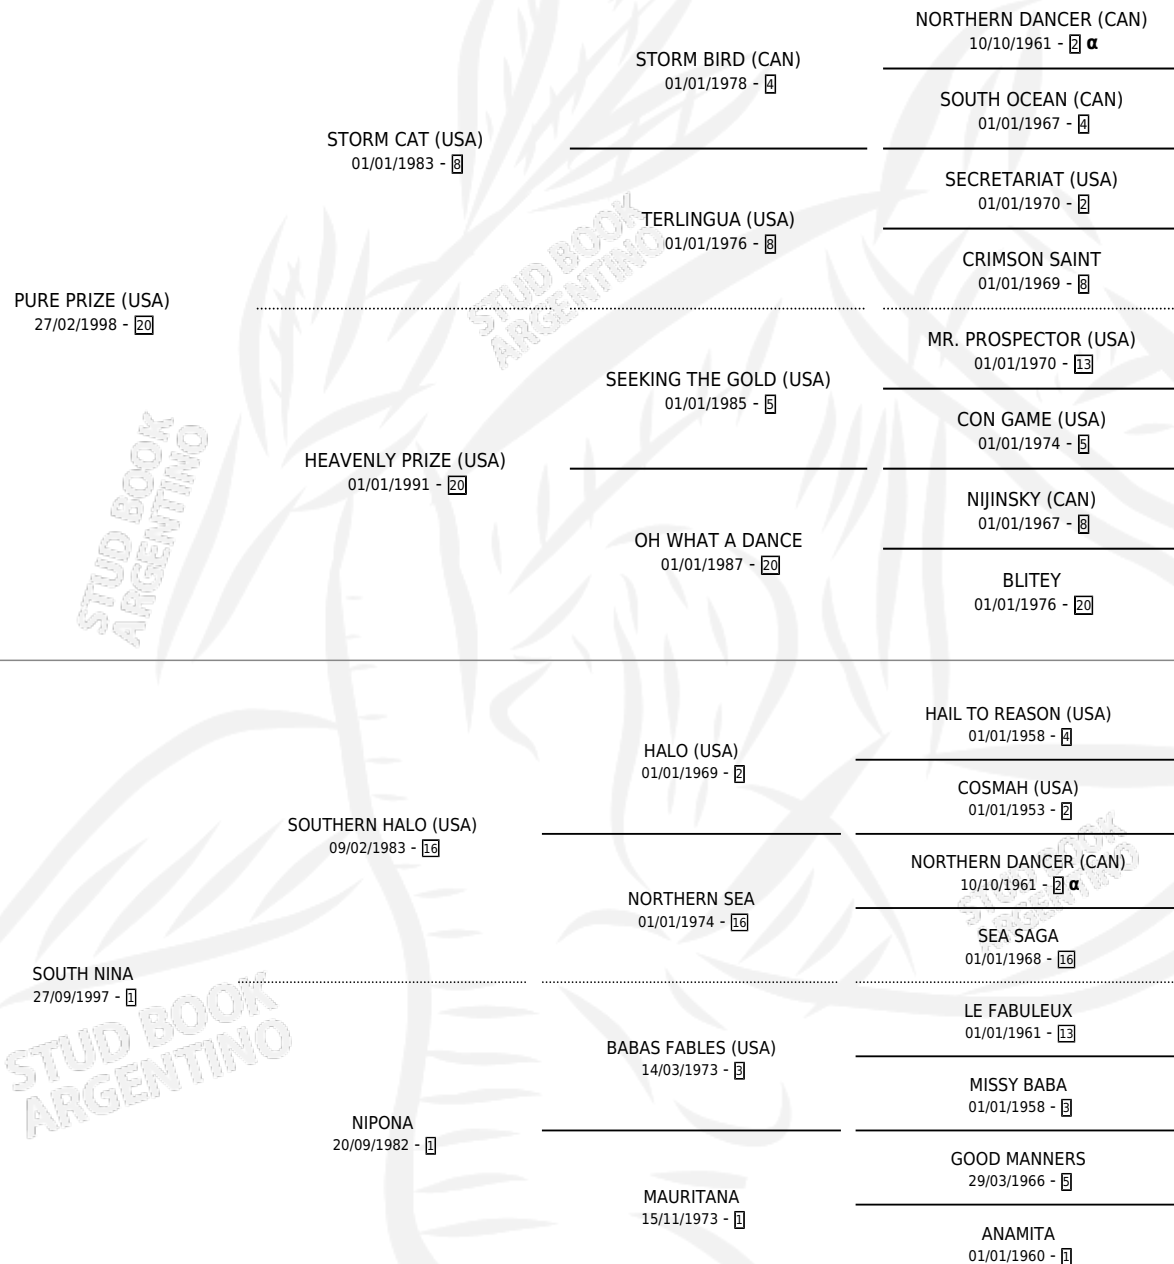 NORTHERN DANCER (CAN)
10/10/1961 - 2 α
STORM BIRD (CAN)
01/01/1978 - 4
SOUTH OCEAN (CAN)
01/01/1967 - 4
STORM CAT (USA)
01/01/1983 - 8
SECRETARIAT (USA)
01/01/1970 - 2
TERLINGUA (USA)
01/01/1976 - 8
CRIMSON SAINT
01/01/1969 - 8
PURE PRIZE (USA)
27/02/1998 - 20
MR. PROSPECTOR (USA)
01/01/1970 - 13
SEEKING THE GOLD (USA)
01/01/1985 - 5
CON GAME (USA)
01/01/1974 - 5
HEAVENLY PRIZE (USA)
01/01/1991 - 20
NIJINSKY (CAN)
01/01/1967 - 8
OH WHAT A DANCE
01/01/1987 - 20
BLITEY
01/01/1976 - 20
HAIL TO REASON (USA)
01/01/1958 - 4
HALO (USA)
01/01/1969 - 2
COSMAH (USA)
01/01/1953 - 2
SOUTHERN HALO (USA)
09/02/1983 - 16
NORTHERN DANCER (CAN)
10/10/1961 - 2 α
NORTHERN SEA
01/01/1974 - 16
SEA SAGA
01/01/1968 - 16
SOUTH NINA
27/09/1997 - 1
LE FABULEUX
01/01/1961 - 13
BABAS FABLES (USA)
14/03/1973 - 3
MISSY BABA
01/01/1958 - 3
NIPONA
20/09/1982 - 1
GOOD MANNERS
29/03/1966 - 5
MAURITANA
15/11/1973 - 1
ANAMITA
01/01/1960 - 1
STUD BOOK
ARGENTINO
STUD BOOK
ARGENTINO
STUD BOOK
ARGENTINO
STUD BOOK
ARGENTINO